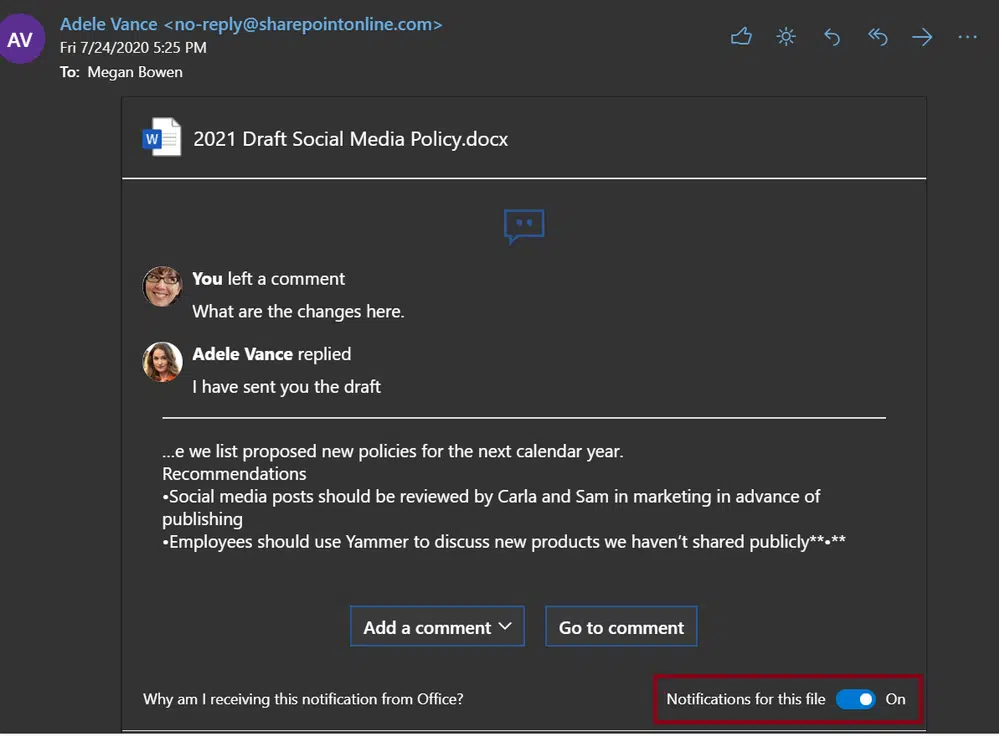 AV
Adele Vance <no-reply@sharepointonline.com>
Fri 7/24/2020 5:25 PM
To: Megan Bowen
W
2021 Draft Social Media Policy.docx
You left a comment
What are the changes here.
Adele Vance replied
I have sent you the draft
...e we list proposed new policies for the next calendar year.
Recommendations
•Social media posts should be reviewed by Carla and Sam in marketing in advance of
publishing
•Employees should use Yammer to discuss new products we haven't shared publicly**•**
Add a comment
Go to comment
Why am I receiving this notification from Office?
Notifications for this file On